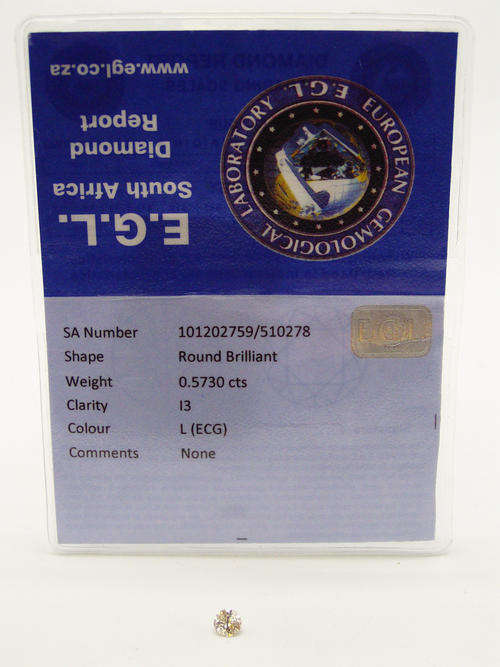 www.egl.co.za
E.G.L.
South Africa
Diamond
Report
E.G.L. EUROPEAN GEMOLOGICAL LABORATORY
SA Number 101202759/510278
Shape Round Brilliant
Weight 0.5730 cts
Clarity I3
Colour L (ECG)
Comments None